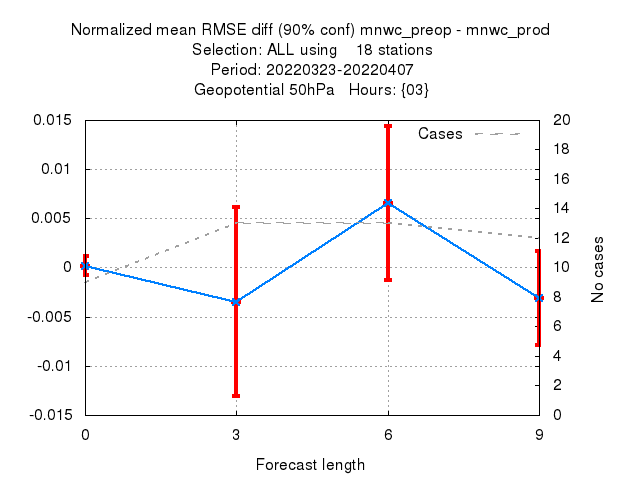 Normalized mean RMSE diff (90% conf) mnwc_preop - mnwc_prod
Selection: ALL using 18 stations
Period: 20220323-20220407
Geopotential 50hPa Hours: {03}
Cases
0.015
0.01
0.005
0
-0.005
-0.01
-0.015
20
18
16
14
12
10
8
6
4
2
0
No cases
0 3 6 9
Forecast length